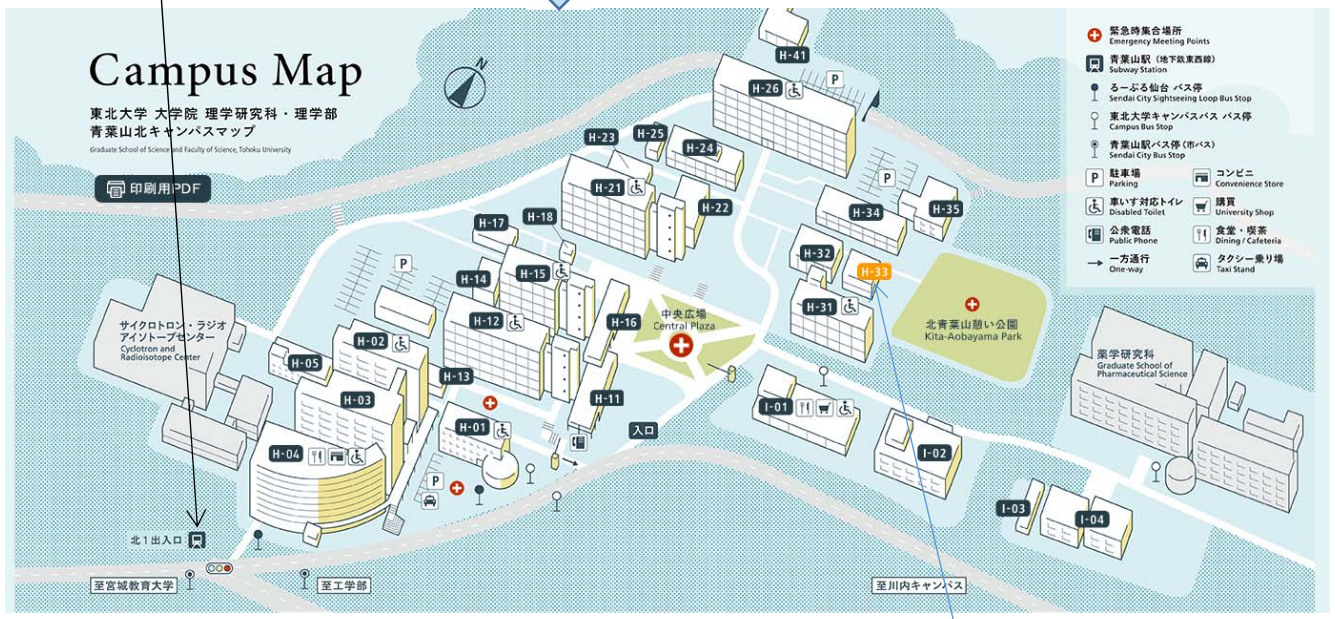 Campus Map
東北大学 大学院 理学研究科・理学部
青葉山北キャンパスマップ
Graduate School of Science and Faculty of Science, Tohoku University
印刷用PDF
緊急時集合場所
Emergency Meeting Points
青葉山駅(地下鉄東西線)
Subway Station
るーぷる仙台 バス停
Sendai City Sightseeing Loop Bus Stop
東北大学キャンパスバス バス停
Campus Bus Stop
青葉山駅バス停(市バス)
Sendai City Bus Stop
P
駐車場
Parking
コンビニ
Convenience Store
車いす対応トイレ
Disabled Toilet
購買
University Shop
公衆電話
Public Phone
食堂・喫茶
Dining / Cafeteria
一方通行
One-way
タクシー乗り場
Taxi Stand
N
H-41
P
H-26
H-25
H-23
H-24
H-21
P
H-22
H-35
H-34
H-18
H-17
H-32
P
H-15
H-33
H-14
H-31
H-16
中央広場
Central Plaza
北青葉山憩い公園
Kita-Aobayama Park
H-12
サイクロトロン・ラジオ
アイソトープセンター
Cyclotron and
Radioisotope Center
H-02
H-05
H-13
薬学研究科
Graduate School of
Pharmaceutical Science
H-03
H-11
I-01
H-01
入口
H-04
I-02
P
I-03
I-04
北1出入口
至宮城教育大学
至工学部
至川内キャンパス